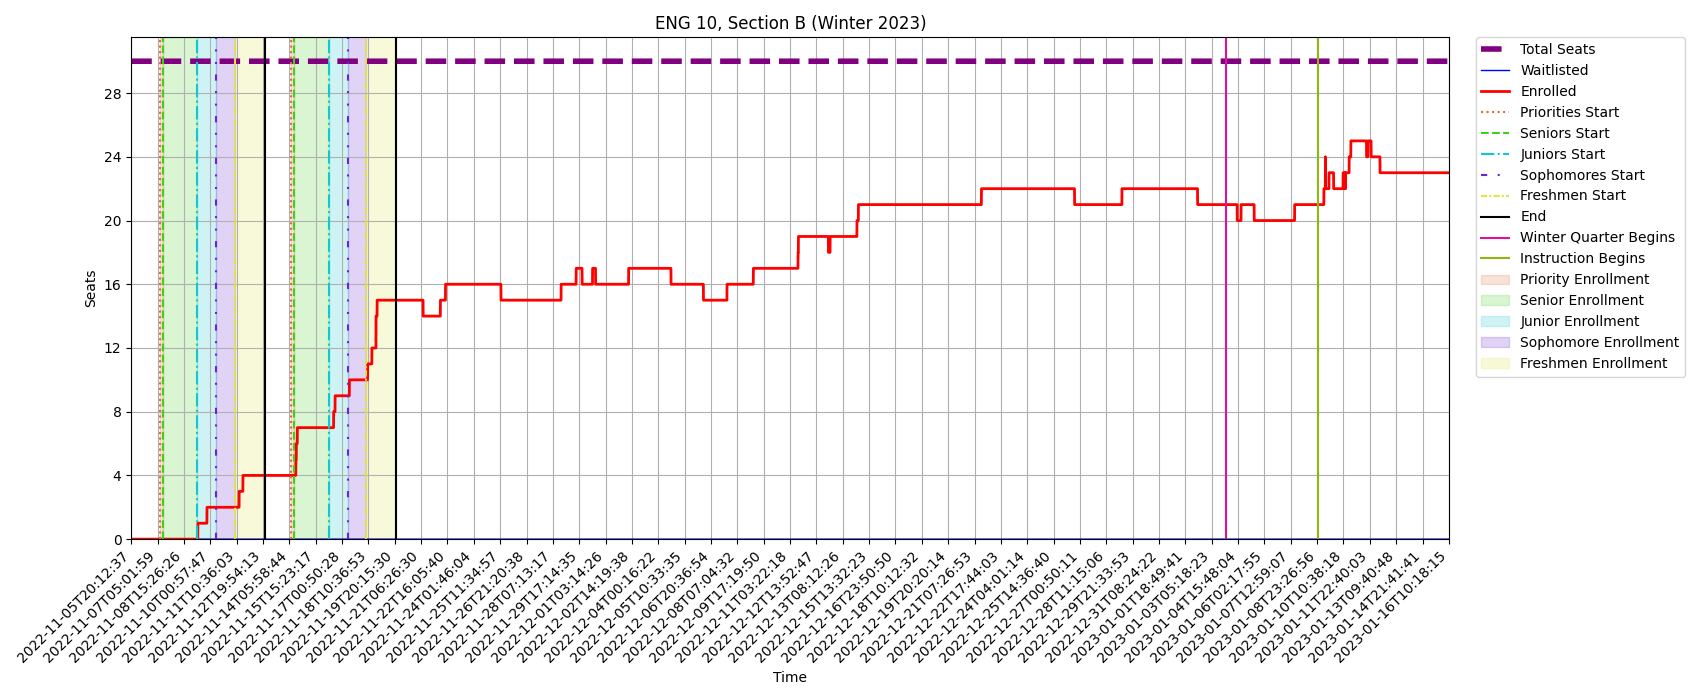 ENG 10, Section B (Winter 2023)
Seats
28
24
20
16
12
8
4
0
2022-11-05T20:12:37
2022-11-07T05:01:59
2022-11-08T15:26:26
2022-11-10T00:57:47
2022-11-11T10:36:03
2022-11-12T19:54:13
2022-11-14T05:58:44
2022-11-15T15:23:17
2022-11-17T00:50:28
2022-11-18T10:36:53
2022-11-19T20:15:30
2022-11-21T06:26:30
2022-11-22T16:05:40
2022-11-24T01:46:04
2022-11-25T11:34:57
2022-11-26T21:20:38
2022-11-28T07:13:17
2022-11-29T17:14:35
2022-12-01T03:14:26
2022-12-02T14:19:38
2022-12-04T00:16:22
2022-12-05T10:33:35
2022-12-06T20:36:54
2022-12-08T07:04:32
2022-12-09T17:19:50
2022-12-11T03:22:18
2022-12-12T13:52:47
2022-12-13T08:12:26
2022-12-15T13:32:23
2022-12-16T23:50:50
2022-12-18T10:12:32
2022-12-19T20:20:14
2022-12-21T07:26:53
2022-12-22T17:44:03
2022-12-24T04:01:14
2022-12-25T14:36:40
2022-12-27T00:50:11
2022-12-28T11:15:06
2022-12-29T21:33:53
2022-12-31T08:24:22
2023-01-01T18:49:41
2023-01-03T05:18:23
2023-01-04T15:48:04
2023-01-06T02:17:55
2023-01-07T12:59:07
2023-01-08T23:26:56
2023-01-10T10:38:18
2023-01-11T22:40:03
2023-01-13T09:40:48
2023-01-14T21:41:41
2023-01-16T10:18:15
Time
Total Seats
Waitlisted
Enrolled
Priorities Start
Seniors Start
Juniors Start
Sophomores Start
Freshmen Start
End
Winter Quarter Begins
Instruction Begins
Priority Enrollment
Senior Enrollment
Junior Enrollment
Sophomore Enrollment
Freshmen Enrollment